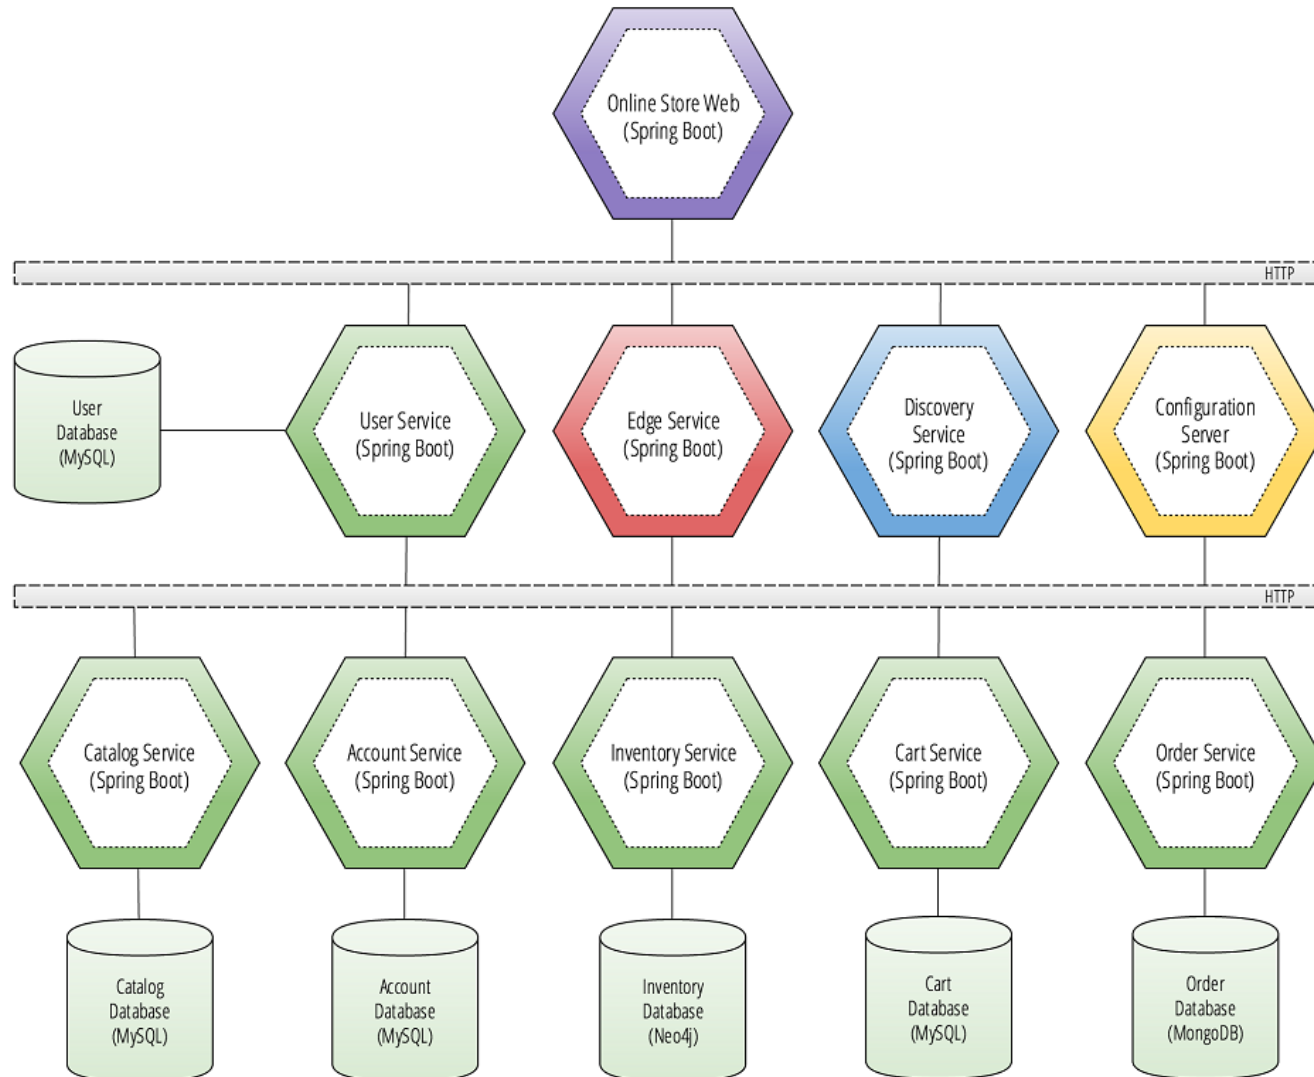 Online Store Web
(Spring Boot)
HTTP
User
Database
(MySQL)
User Service
(Spring Boot)
Edge Service
(Spring Boot)
Discovery
Service
(Spring Boot)
Configuration
Server
(Spring Boot)
HTTP
Catalog Service
(Spring Boot)
Account Service
(Spring Boot)
Inventory Service
(Spring Boot)
Cart Service
(Spring Boot)
Order Service
(Spring Boot)
Catalog
Database
(MySQL)
Account
Database
(MySQL)
Inventory
Database
(Neo4j)
Cart
Database
(MySQL)
Order
Database
(MongoDB)